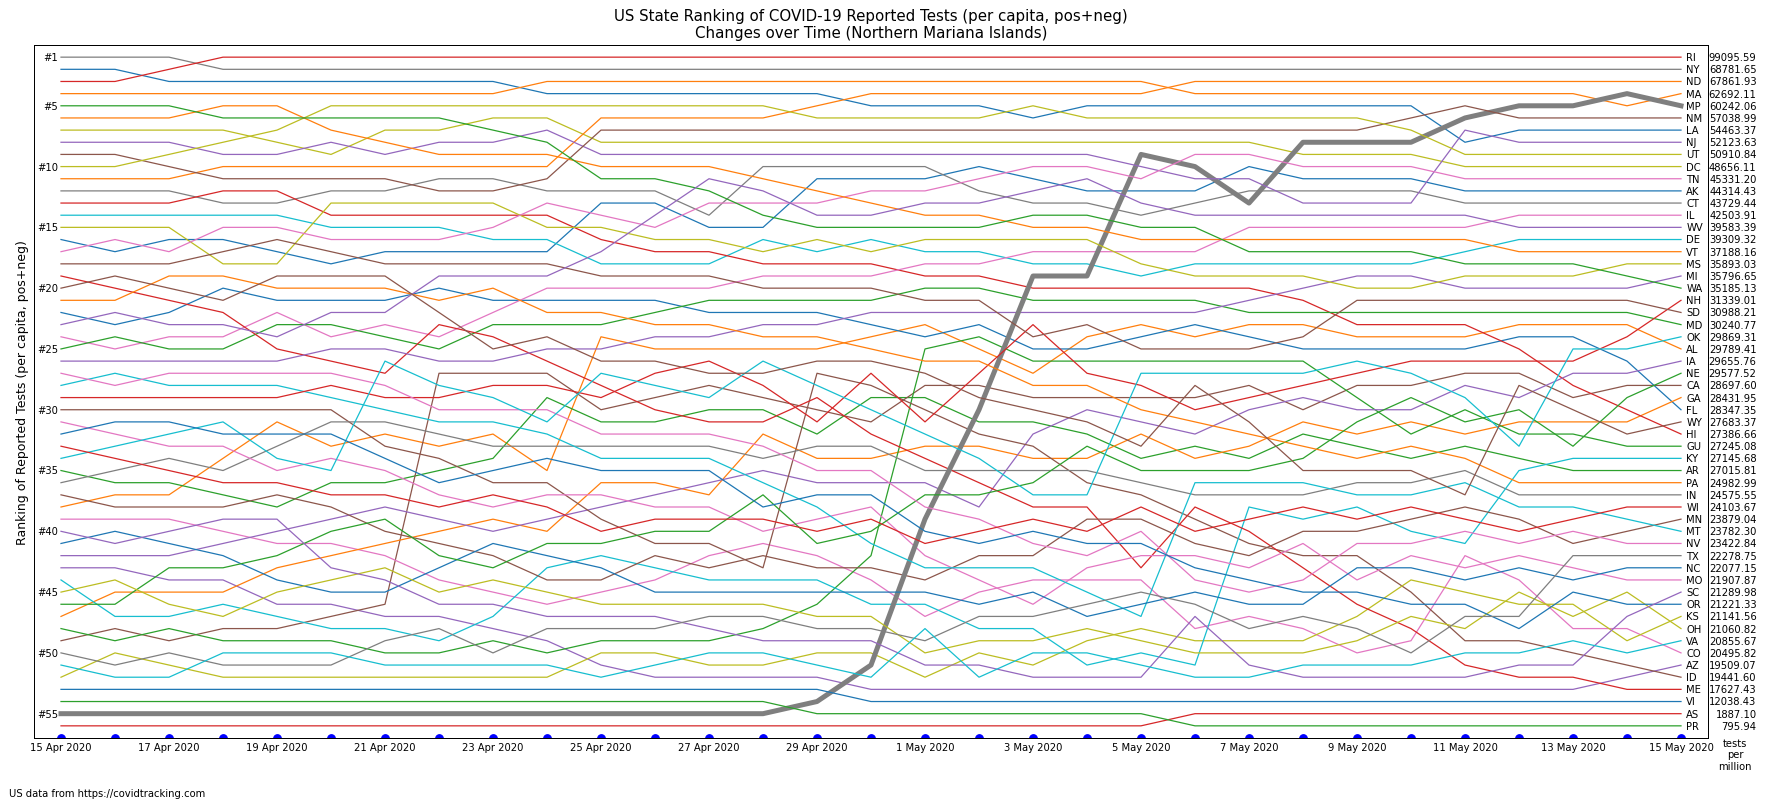 US State Ranking of COVID-19 Reported Tests (per capita, pos+neg)
Changes over Time (Northern Mariana Islands)
Ranking of Reported Tests (per capita, pos+neg)
#1
#5
#10
#15
#20
#25
#30
#35
#40
#45
#50
#55
RI 99095.59
NY 68781.65
ND 67861.93
MA 62692.11
MP 60242.06
NM 57038.99
LA 54463.37
NJ 52123.63
UT 50910.84
DC 48656.11
TN 45331.20
AK 44314.43
CT 43729.44
IL 42503.91
WV 39583.39
DE 39309.32
VT 37188.16
MS 35893.03
MI 35796.65
WA 35185.13
NH 31339.01
SD 30988.21
MD 30240.77
OK 29869.31
AL 29789.41
IA 29655.76
NE 29577.52
CA 28697.60
GA 28431.95
FL 28347.35
WY 27683.37
HI 27386.66
GU 27245.08
KY 27145.68
AR 27015.81
PA 24982.99
IN 24575.55
WI 24103.67
MN 23879.04
MT 23782.30
NV 23422.84
TX 22278.75
NC 22077.15
MO 21907.87
SC 21289.98
OR 21221.33
KS 21141.56
OH 21060.82
VA 20855.67
CO 20495.82
AZ 19509.07
ID 19441.60
ME 17627.43
VI 12038.43
AS 1887.10
PR 795.94
15 Apr 2020 17 Apr 2020 19 Apr 2020 21 Apr 2020 23 Apr 2020 25 Apr 2020 27 Apr 2020 29 Apr 2020 1 May 2020 3 May 2020 5 May 2020 7 May 2020 9 May 2020 11 May 2020 13 May 2020 15 May 2020
tests
per
million
US data from https://covidtracking.com